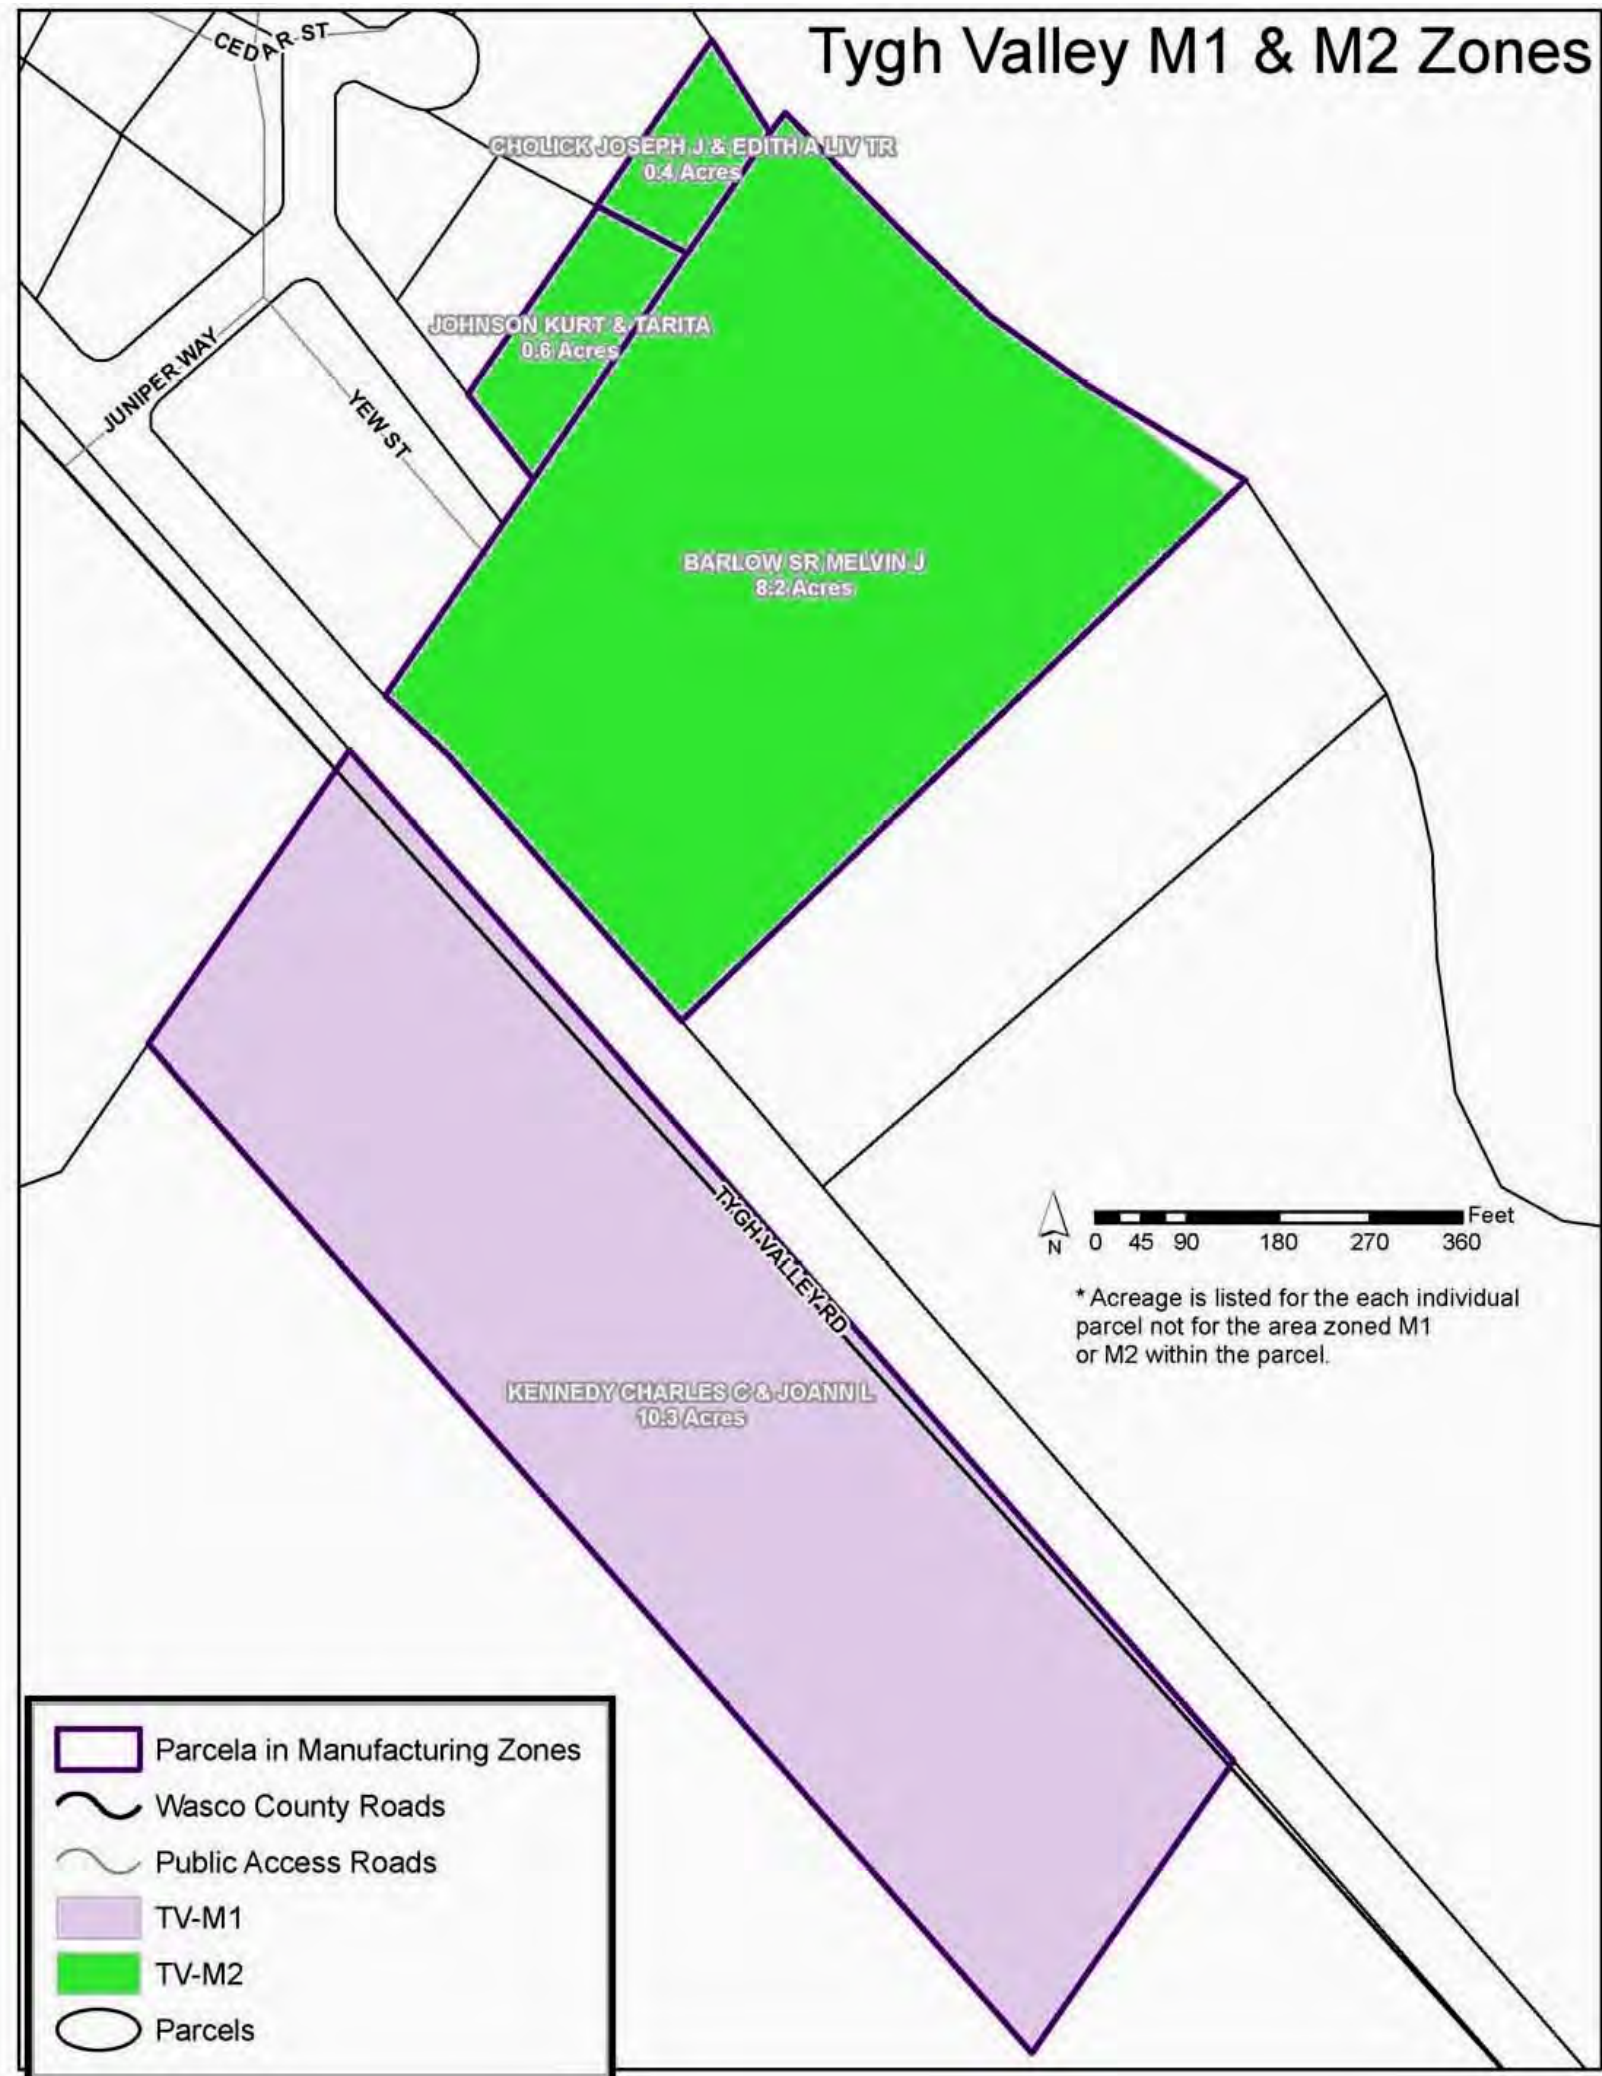 Tygh Valley M1 & M2 Zones
CEDAR ST
CHOLICK JOSEPH J & EDITH A LIV TR
0.4 Acres
JOHNSON KURT & TARITA
0.6 Acres
JUNIPER WAY
YEW ST
BARLOW SR MELVIN J
8.2 Acres
TYGH VALLEY RD
Feet
N
0 45 90 180 270 360
* Acreage is listed for the each individual
parcel not for the area zoned M1
or M2 within the parcel.
KENNEDY CHARLES C & JOANN L
10.3 Acres
Parcela in Manufacturing Zones
Wasco County Roads
Public Access Roads
TV-M1
TV-M2
Parcels